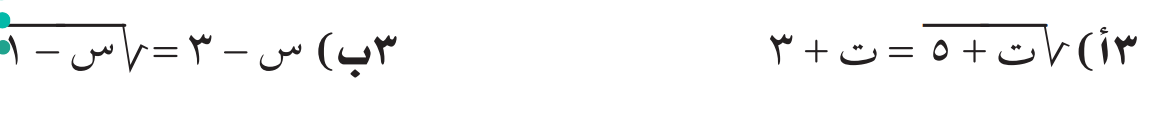 ٣أ) √ت + ٥ = ت + ٣
٣ب) س − ٣ = √س − ١